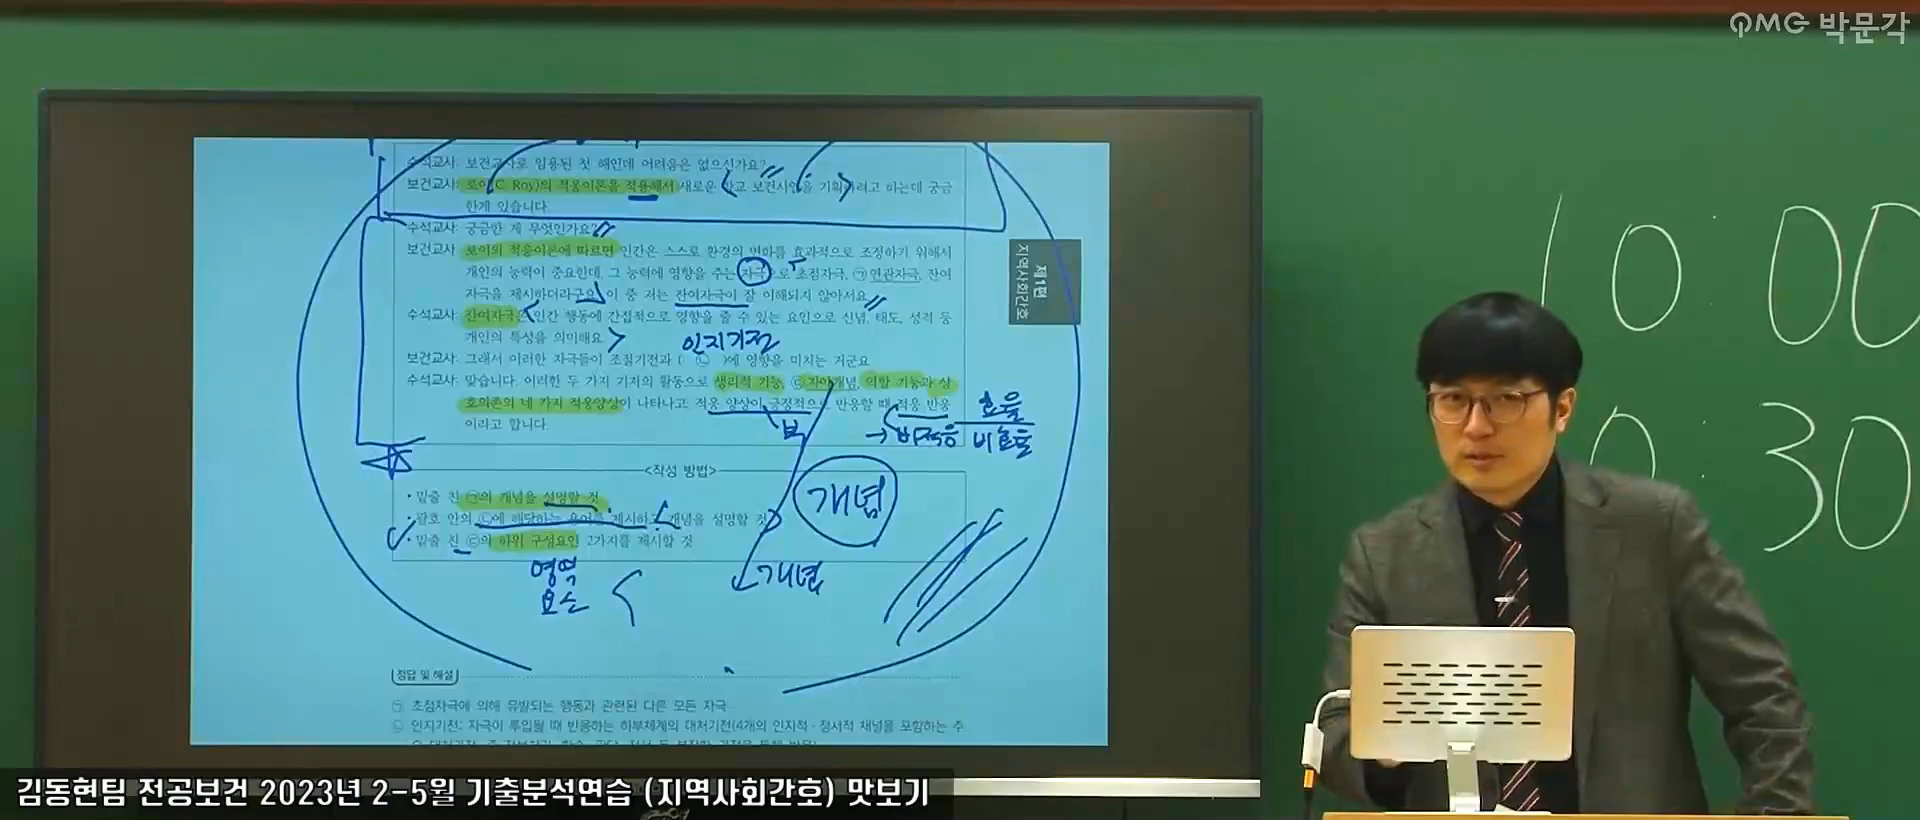 PMG 박문각
수석교사: 보건교사로 임용된 첫 해인데 어려움은 없으신가요?
보건교사: 로이(C. Roy)의 적응이론을 적용해서 새로운 학교 보건사업을 기획하려고 하는데 궁금
한게 있습니다.
수석교사: 궁금한 게 무엇인가요?
보건교사: 로이의 적응이론에 따르면 인간은 스스로 환경의 변화를 효과적으로 조정하기 위해서
개인의 능력이 중요한데, 그 능력에 영향을 주는 자극으로 초점자극, ㉠ 연관자극, 잔여
자극을 제시하더라구요. 이 중 저는 잔여자극이 잘 이해되지 않아서요.
수석교사: 잔여자극은 인간 행동에 간접적으로 영향을 줄 수 있는 요인으로 신념, 태도, 성격 등
개인의 특성을 의미해요.
인지기전
보건교사: 그래서 이러한 자극들이 조절기전과 ( ㉡ )에 영향을 미치는 거군요
수석교사: 맞습니다. 이러한 두 가지 기저의 활동으로 생리적 기능, ㉢ 자아개념, 역할 기능과 상
호의존의 네 가지 적응양상이 나타나고 적응 양상이 긍정적으로 반응할 때 적응 반응
이라고 합니다.
부
→ 비적응
효율
비효율
<작성 방법>
• 밑줄 친 ㉠의 개념을 설명할 것
• 괄호 안의 ㉡에 해당하는 용어를 제시하고 개념을 설명할 것
• 밑줄 친 ㉢의 하위 구성요인 2가지를 제시할 것
개념
영역
요소
개념
제1편
지역사회간호
정답 및 해설
㉠ 초점자극에 의해 유발되는 행동과 관련된 다른 모든 자극
㉡ 인지기전: 자극이 투입될 때 반응하는 하부체계의 대처기전(4개의 인지적·정서적 채널을 포함하는 주
10:00
0:30
김동현팀 전공보건 2023년 2-5월 기출분석연습 (지역사회간호) 맛보기